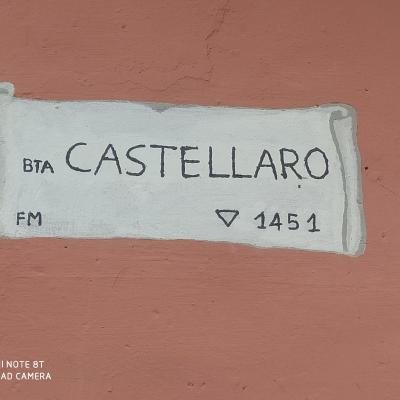 BTA CASTELLARO
FM ▽ 1451
I NOTE 8T
AD CAMERA